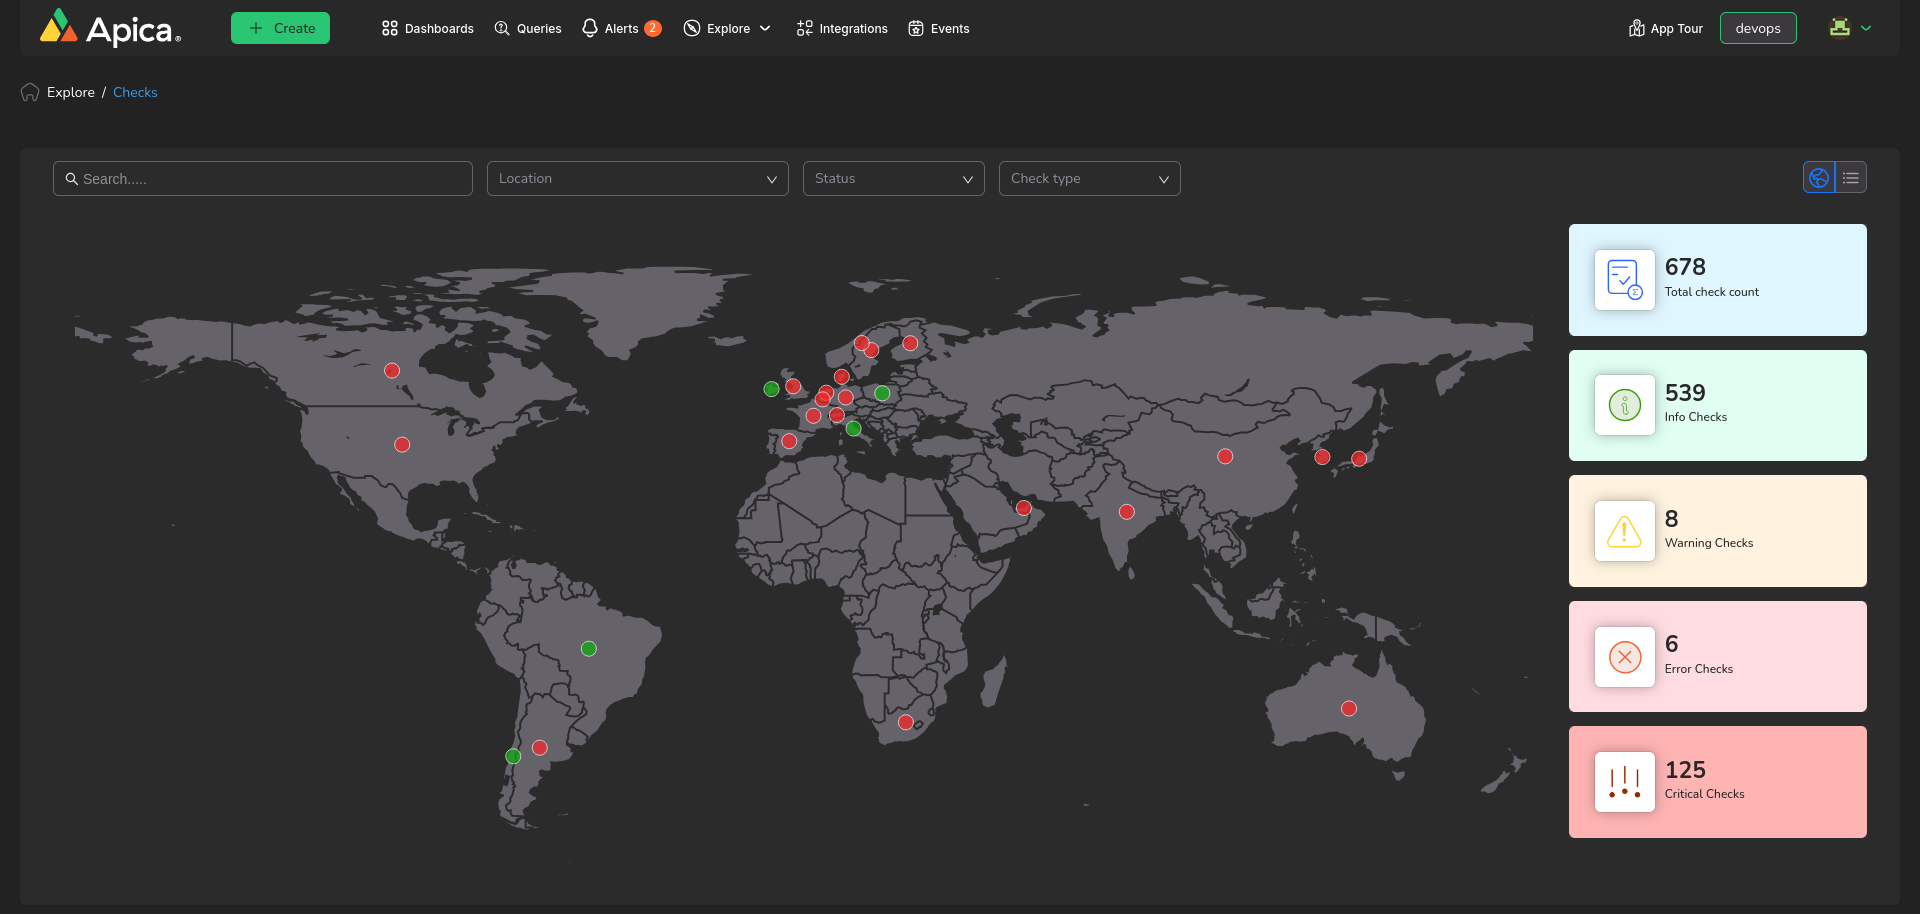 Apica®
Create
Dashboards
Queries
Alerts 2
Explore
Integrations
Events
App Tour
devops
Explore / Checks
Search.....
Location
Status
Check type
678
Total check count
539
Info Checks
8
Warning Checks
6
Error Checks
125
Critical Checks